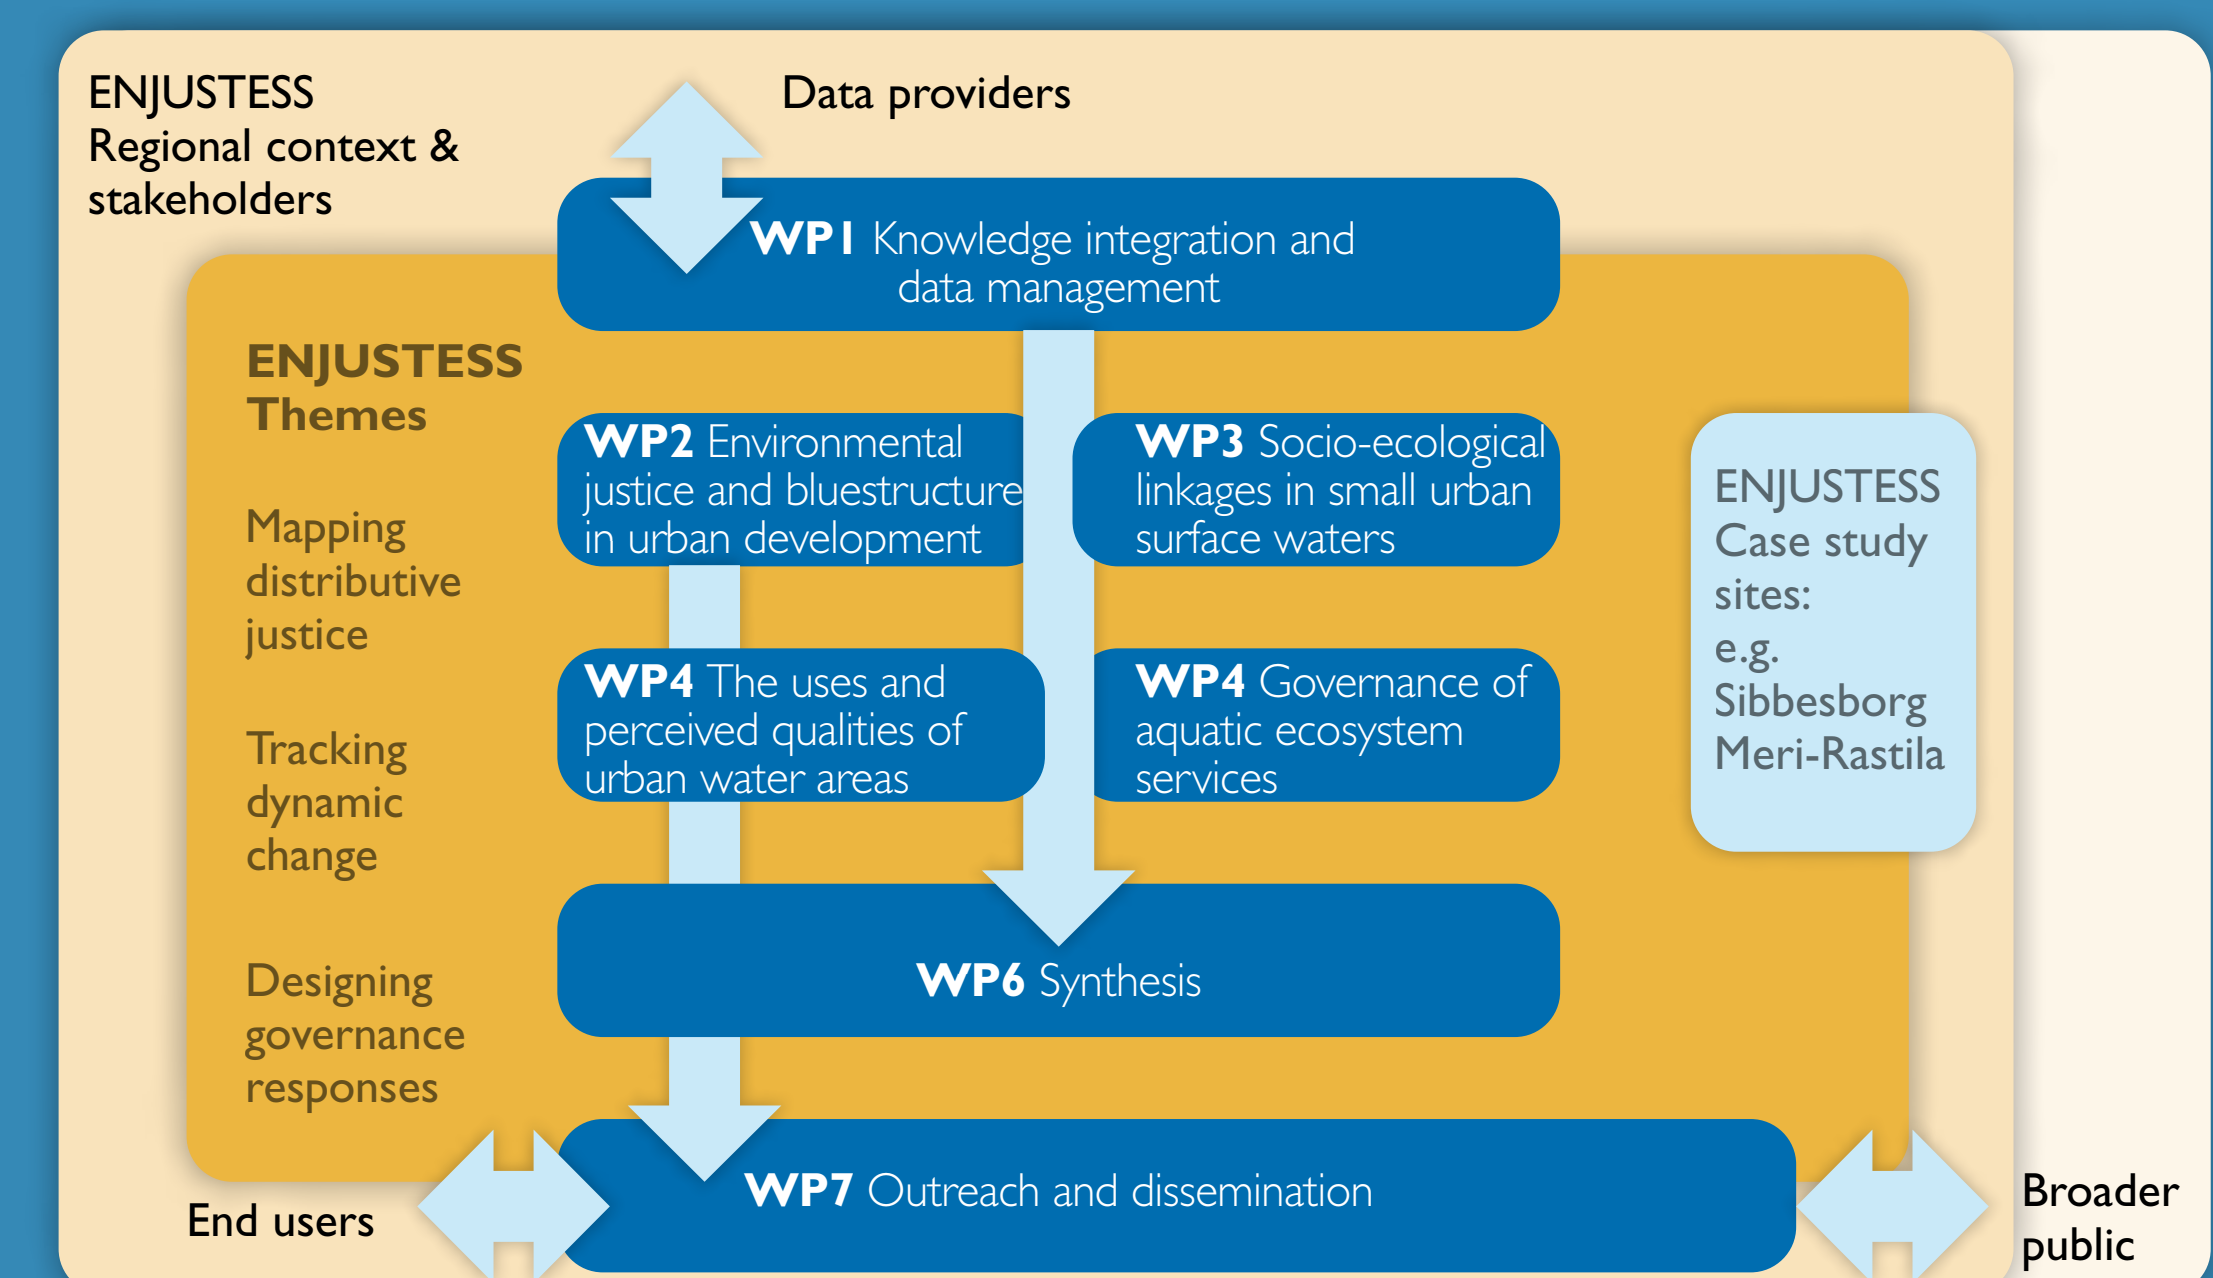 ENJUSTESS
Regional context &
stakeholders
Data providers
WP1 Knowledge integration and
data management
ENJUSTESS
Themes
Mapping
distributive
justice
Tracking
dynamic
change
Designing
governance
responses
WP2 Environmental
justice and bluestructure
in urban development
WP3 Socio-ecological
linkages in small urban
surface waters
WP4 The uses and
perceived qualities of
urban water areas
WP4 Governance of
aquatic ecosystem
services
ENJUSTESS
Case study
sites:
e.g.
Sibbesborg
Meri-Rastila
WP6 Synthesis
WP7 Outreach and dissemination
End users
Broader
public